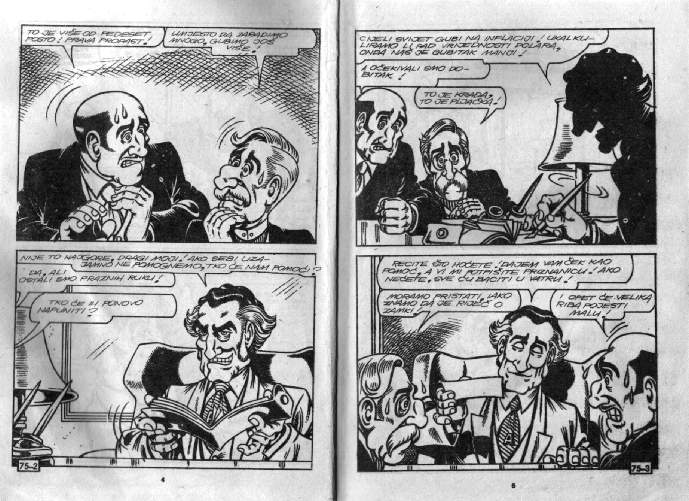 TO JE VIŠE OD PEDESET
POSTO! PRAVA PROPAST!
UMJESTO DA ZARADIMO
MNOGO, GUBIMO JOŠ
VIŠE!
NIJE TO NAJGORE, DRAGI MOJI! AKO SEBI UZA-
JAMNO NE POMOGNEMO, TKO ĆE NAM POMOĆI?
DA, ALI
OSTALI SMO PRAZNIH RUKU!
TKO ĆE IH PONOVO
NAPUNITI?
75-2
4
CIJELI SVIJET GUBI NA INFLACIJI! UKALKU-
LIRAMO LI PAD VRIJEDNOSTI DOLARA,
ONDA NAŠ JE GUBITAK MANJI!
A OČEKIVALI SMO DO-
BITAK!
TO JE KRAĐA,
TO JE PLJAČKA!
RECITE ŠTO HOĆETE! DAJEM VAM ČEK KAO
POMOĆ, A VI MI POTPIŠITE PRIZNANICU! AKO
NEĆETE, SVE ĆU BACITI U VATRU!
MORAMO PRISTATI, IAKO
ZNAMO DA JE RIJEČ O
ZAMKI!
I OPET ĆE VELIKA
RIBA POJESTI
MALU!
75-3
5